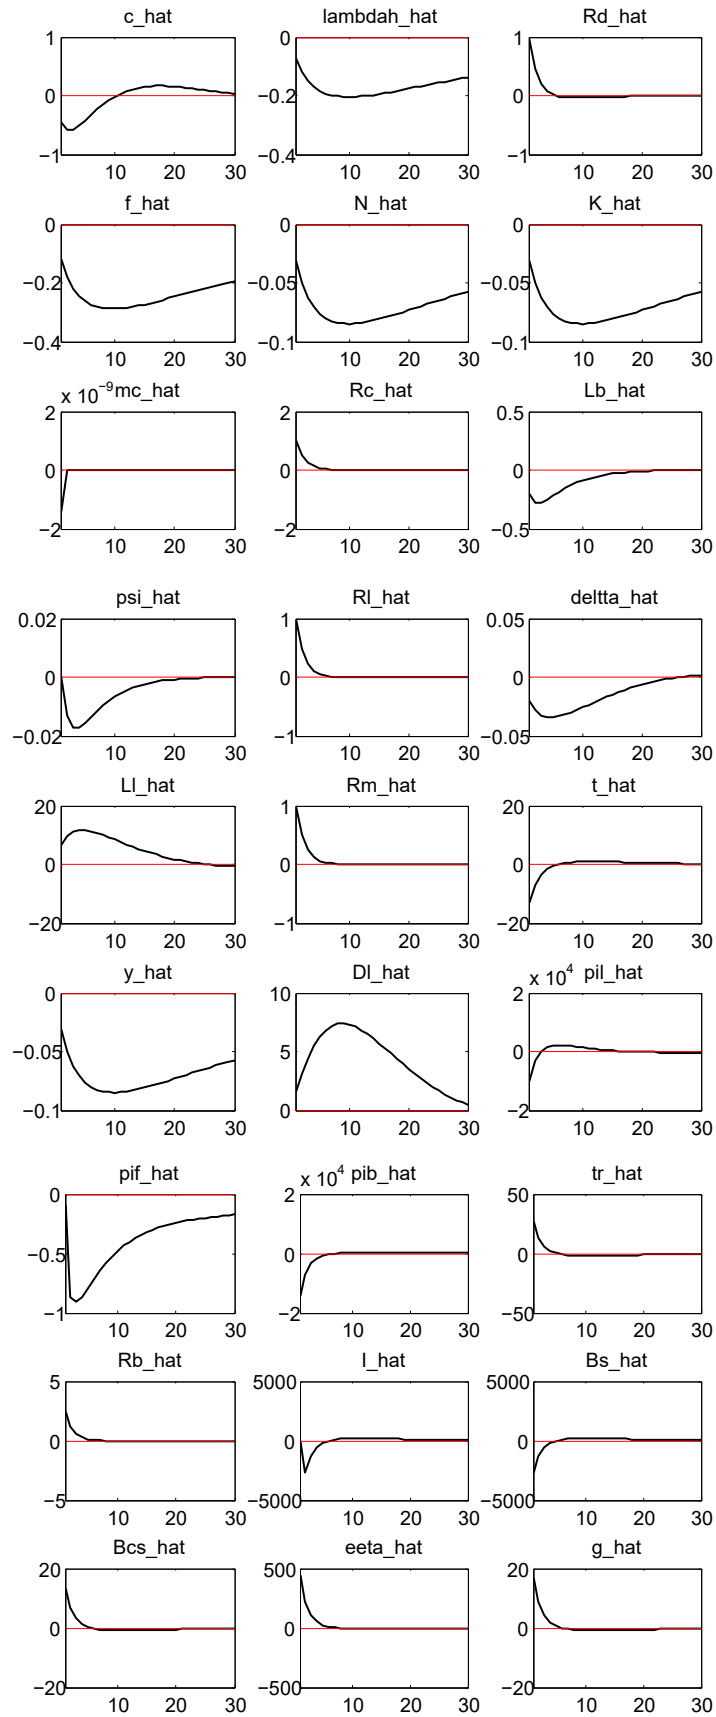 c_hat lambdah_hat Rd_hat
1 0 1
0 −0.2 0
−1 −0.4 −1
10 20 30 10 20 30 10 20 30
f_hat N_hat K_hat
0 0 0
−0.2 −0.05 −0.05
−0.4 −0.1 −0.1
10 20 30 10 20 30 10 20 30
x 10⁻⁹ mc_hat Rc_hat Lb_hat
2 2 0.5
0 0 0
−2 −2 −0.5
10 20 30 10 20 30 10 20 30
psi_hat Rl_hat deltta_hat
0.02 1 0.05
0 0 0
−0.02 −1 −0.05
10 20 30 10 20 30 10 20 30
Ll_hat Rm_hat t_hat
20 1 20
0 0 0
−20 −1 −20
10 20 30 10 20 30 10 20 30
y_hat Dl_hat x 10⁴ pil_hat
0 10 2
−0.05 5 0
−0.1 0 −2
10 20 30 10 20 30 10 20 30
pif_hat x 10⁴ pib_hat tr_hat
0 2 50
−0.5 0 0
−1 −2 −50
10 20 30 10 20 30 10 20 30
Rb_hat I_hat Bs_hat
5 5000 5000
0 0 0
−5 −5000 −5000
10 20 30 10 20 30 10 20 30
Bcs_hat eeta_hat g_hat
20 500 20
0 0 0
−20 −500 −20
10 20 30 10 20 30 10 20 30